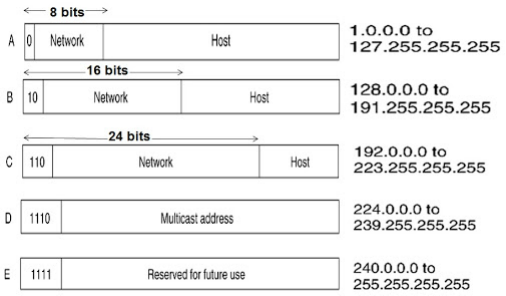 8 bits
A 0 Network Host 1.0.0.0 to
127.255.255.255
16 bits
B 10 Network Host 128.0.0.0 to
191.255.255.255
24 bits
C 110 Network Host 192.0.0.0 to
223.255.255.255
D 1110 Multicast address 224.0.0.0 to
239.255.255.255
E 1111 Reserved for future use 240.0.0.0 to
255.255.255.255